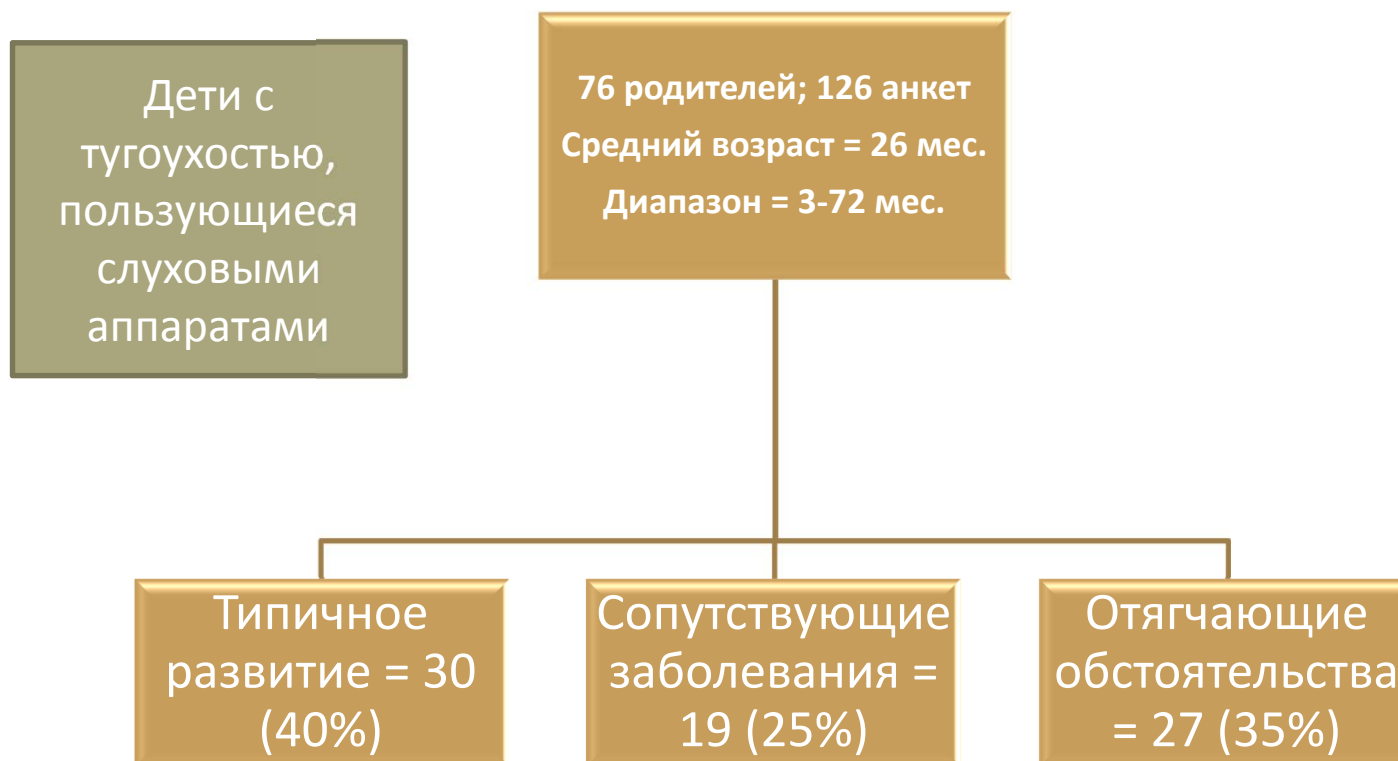 Дети с
тугоухостью,
пользующиеся
слуховыми
аппаратами
76 родителей; 126 анкет
Средний возраст = 26 мес.
Диапазон = 3-72 мес.
Типичное
развитие = 30
(40%)
Сопутствующие
заболевания =
19 (25%)
Отягчающие
обстоятельства
= 27 (35%)